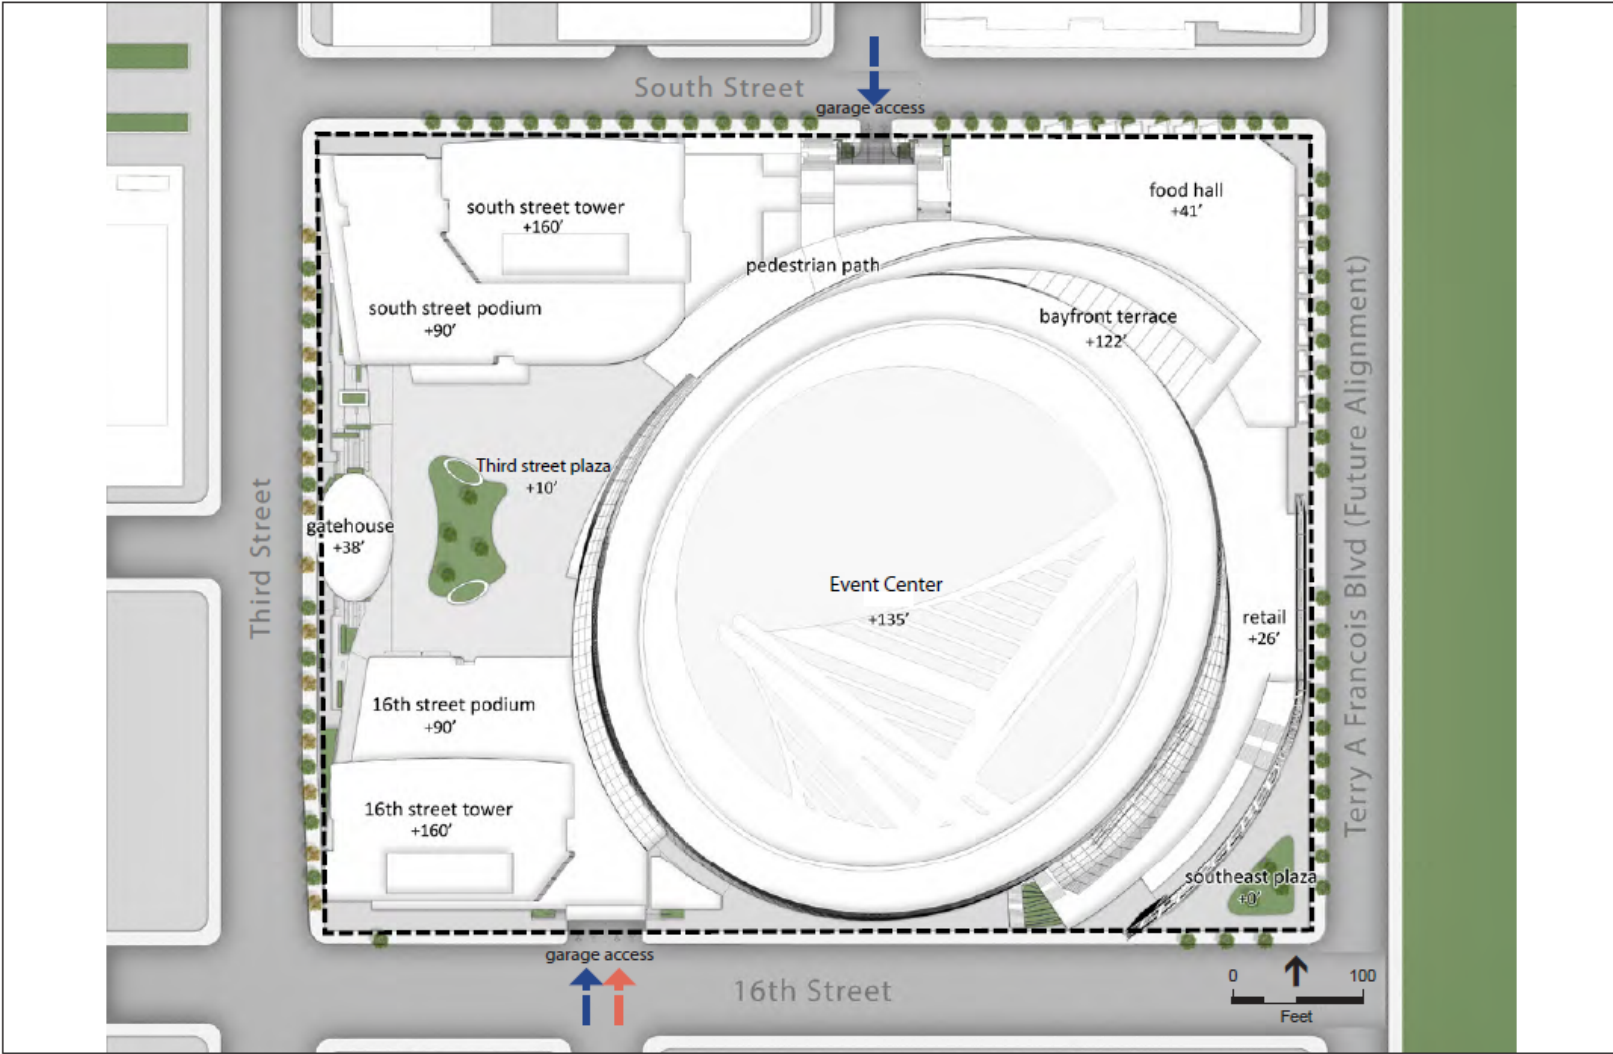 South Street
garage access
food hall
+41'
south street tower
+160'
pedestrian path
south street podium
+90'
bayfront terrace
+122'
Third street plaza
+10'
gatehouse
+38'
Third Street
Terry A Francois Blvd (Future Alignment)
Event Center
+135'
retail
+26'
16th street podium
+90'
16th street tower
+160'
southeast plaza
+0'
garage access
16th Street
0 100
Feet